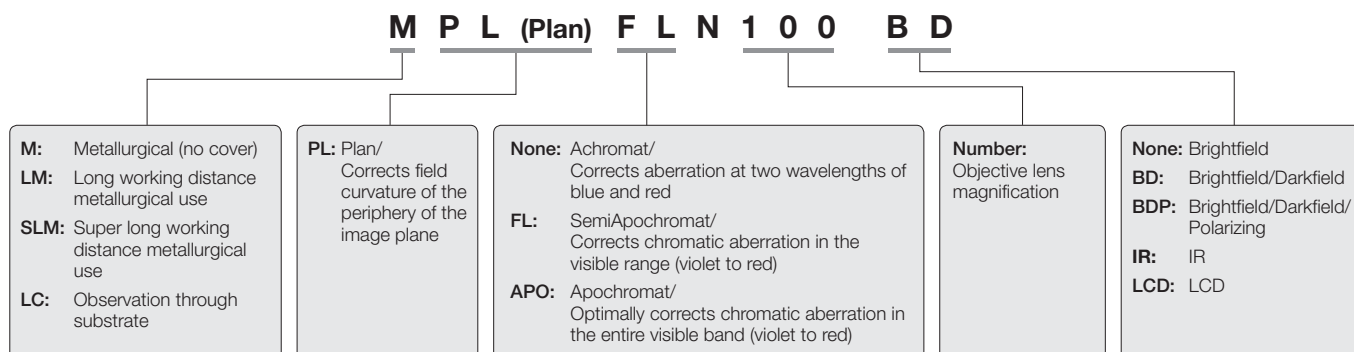 M PL (Plan) FL N 100 BD
M: Metallurgical (no cover)
LM: Long working distance
metallurgical use
SLM: Super long working
distance metallurgical
use
LC: Observation through
substrate
PL: Plan/
Corrects field
curvature of the
periphery of the
image plane
None: Achromat/
Corrects aberration at two wavelengths of
blue and red
FL: SemiApochromat/
Corrects chromatic aberration in the
visible range (violet to red)
APO: Apochromat/
Optimally corrects chromatic aberration in
the entire visible band (violet to red)
Number:
Objective lens
magnification
None: Brightfield
BD: Brightfield/Darkfield
BDP: Brightfield/Darkfield/
Polarizing
IR: IR
LCD: LCD